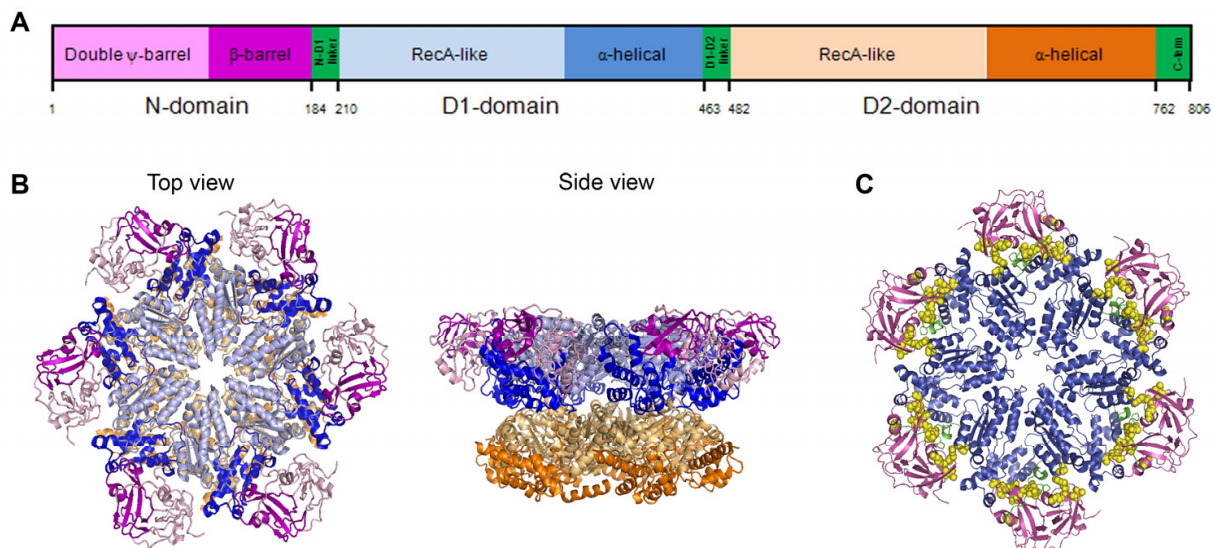 A
Double ψ-barrel β-barrel N-D1 linker RecA-like α-helical D1-D2 linker RecA-like α-helical C-term
1 N-domain 184 210 D1-domain 463 482 D2-domain 762 806
B Top view Side view C